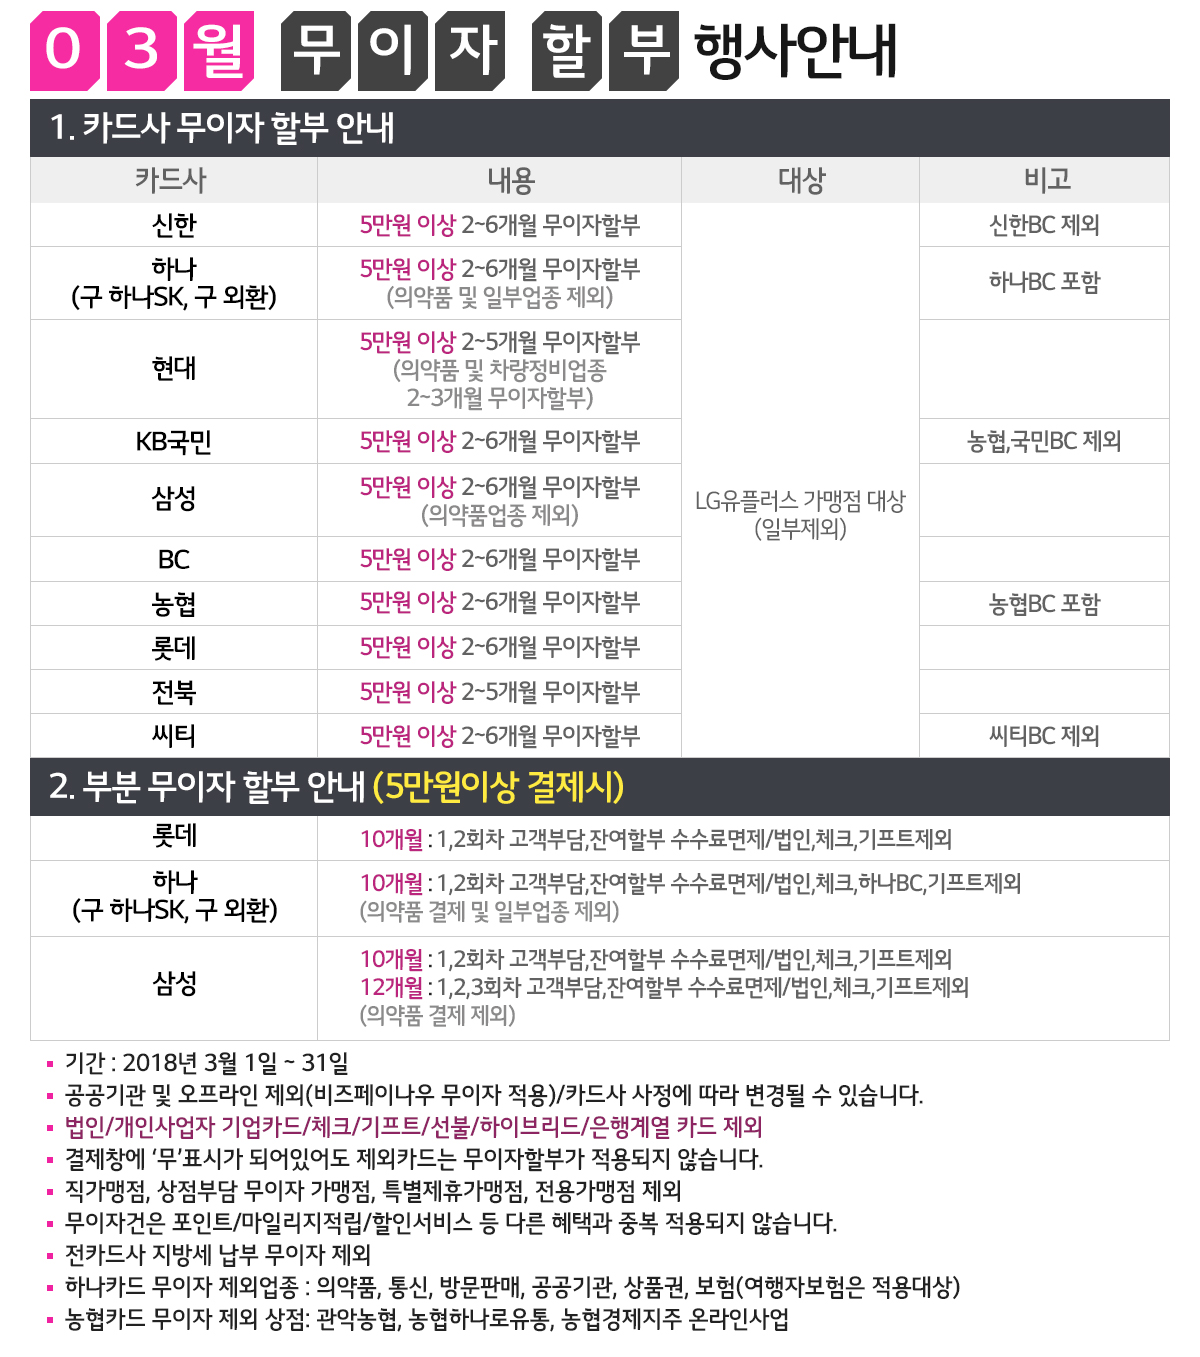 03월 무이자 할부 행사안내
1. 카드사 무이자 할부 안내
카드사 내용 대상 비고
신한 5만원 이상 2~6개월 무이자할부 신한BC 제외
하나
(구 하나SK, 구 외환)
5만원 이상 2~6개월 무이자할부
(의약품 및 일부업종 제외)
하나BC 포함
현대
5만원 이상 2~5개월 무이자할부
(의약품 및 차량정비업종
2~3개월 무이자할부)
KB국민 5만원 이상 2~6개월 무이자할부 농협,국민BC 제외
삼성
5만원 이상 2~6개월 무이자할부
(의약품업종 제외)
LG유플러스 가맹점 대상
(일부제외)
BC 5만원 이상 2~6개월 무이자할부
농협 5만원 이상 2~6개월 무이자할부 농협BC 포함
롯데 5만원 이상 2~6개월 무이자할부
전북 5만원 이상 2~5개월 무이자할부
씨티 5만원 이상 2~6개월 무이자할부 씨티BC 제외
2. 부분 무이자 할부 안내 (5만원이상 결제시)
롯데 10개월 : 1,2회차 고객부담,잔여할부 수수료면제/법인,체크,기프트제외
하나
(구 하나SK, 구 외환)
10개월 : 1,2회차 고객부담,잔여할부 수수료면제/법인,체크,하나BC,기프트제외
(의약품 결제 및 일부업종 제외)
삼성
10개월 : 1,2회차 고객부담,잔여할부 수수료면제/법인,체크,기프트제외
12개월 : 1,2,3회차 고객부담,잔여할부 수수료면제/법인,체크,기프트제외
(의약품 결제 제외)
기간 : 2018년 3월 1일 ~ 31일
공공기관 및 오프라인 제외(비즈페이나우 무이자 적용)/카드사 사정에 따라 변경될 수 있습니다.
법인/개인사업자 기업카드/체크/기프트/선불/하이브리드/은행계열 카드 제외
결제창에 ‘무’표시가 되어있어도 제외카드는 무이자할부가 적용되지 않습니다.
직가맹점, 상점부담 무이자 가맹점, 특별제휴가맹점, 전용가맹점 제외
무이자건은 포인트/마일리지적립/할인서비스 등 다른 혜택과 중복 적용되지 않습니다.
전카드사 지방세 납부 무이자 제외
하나카드 무이자 제외업종 : 의약품, 통신, 방문판매, 공공기관, 상품권, 보험(여행자보험은 적용대상)
농협카드 무이자 제외 상점: 관악농협, 농협하나로유통, 농협경제지주 온라인사업